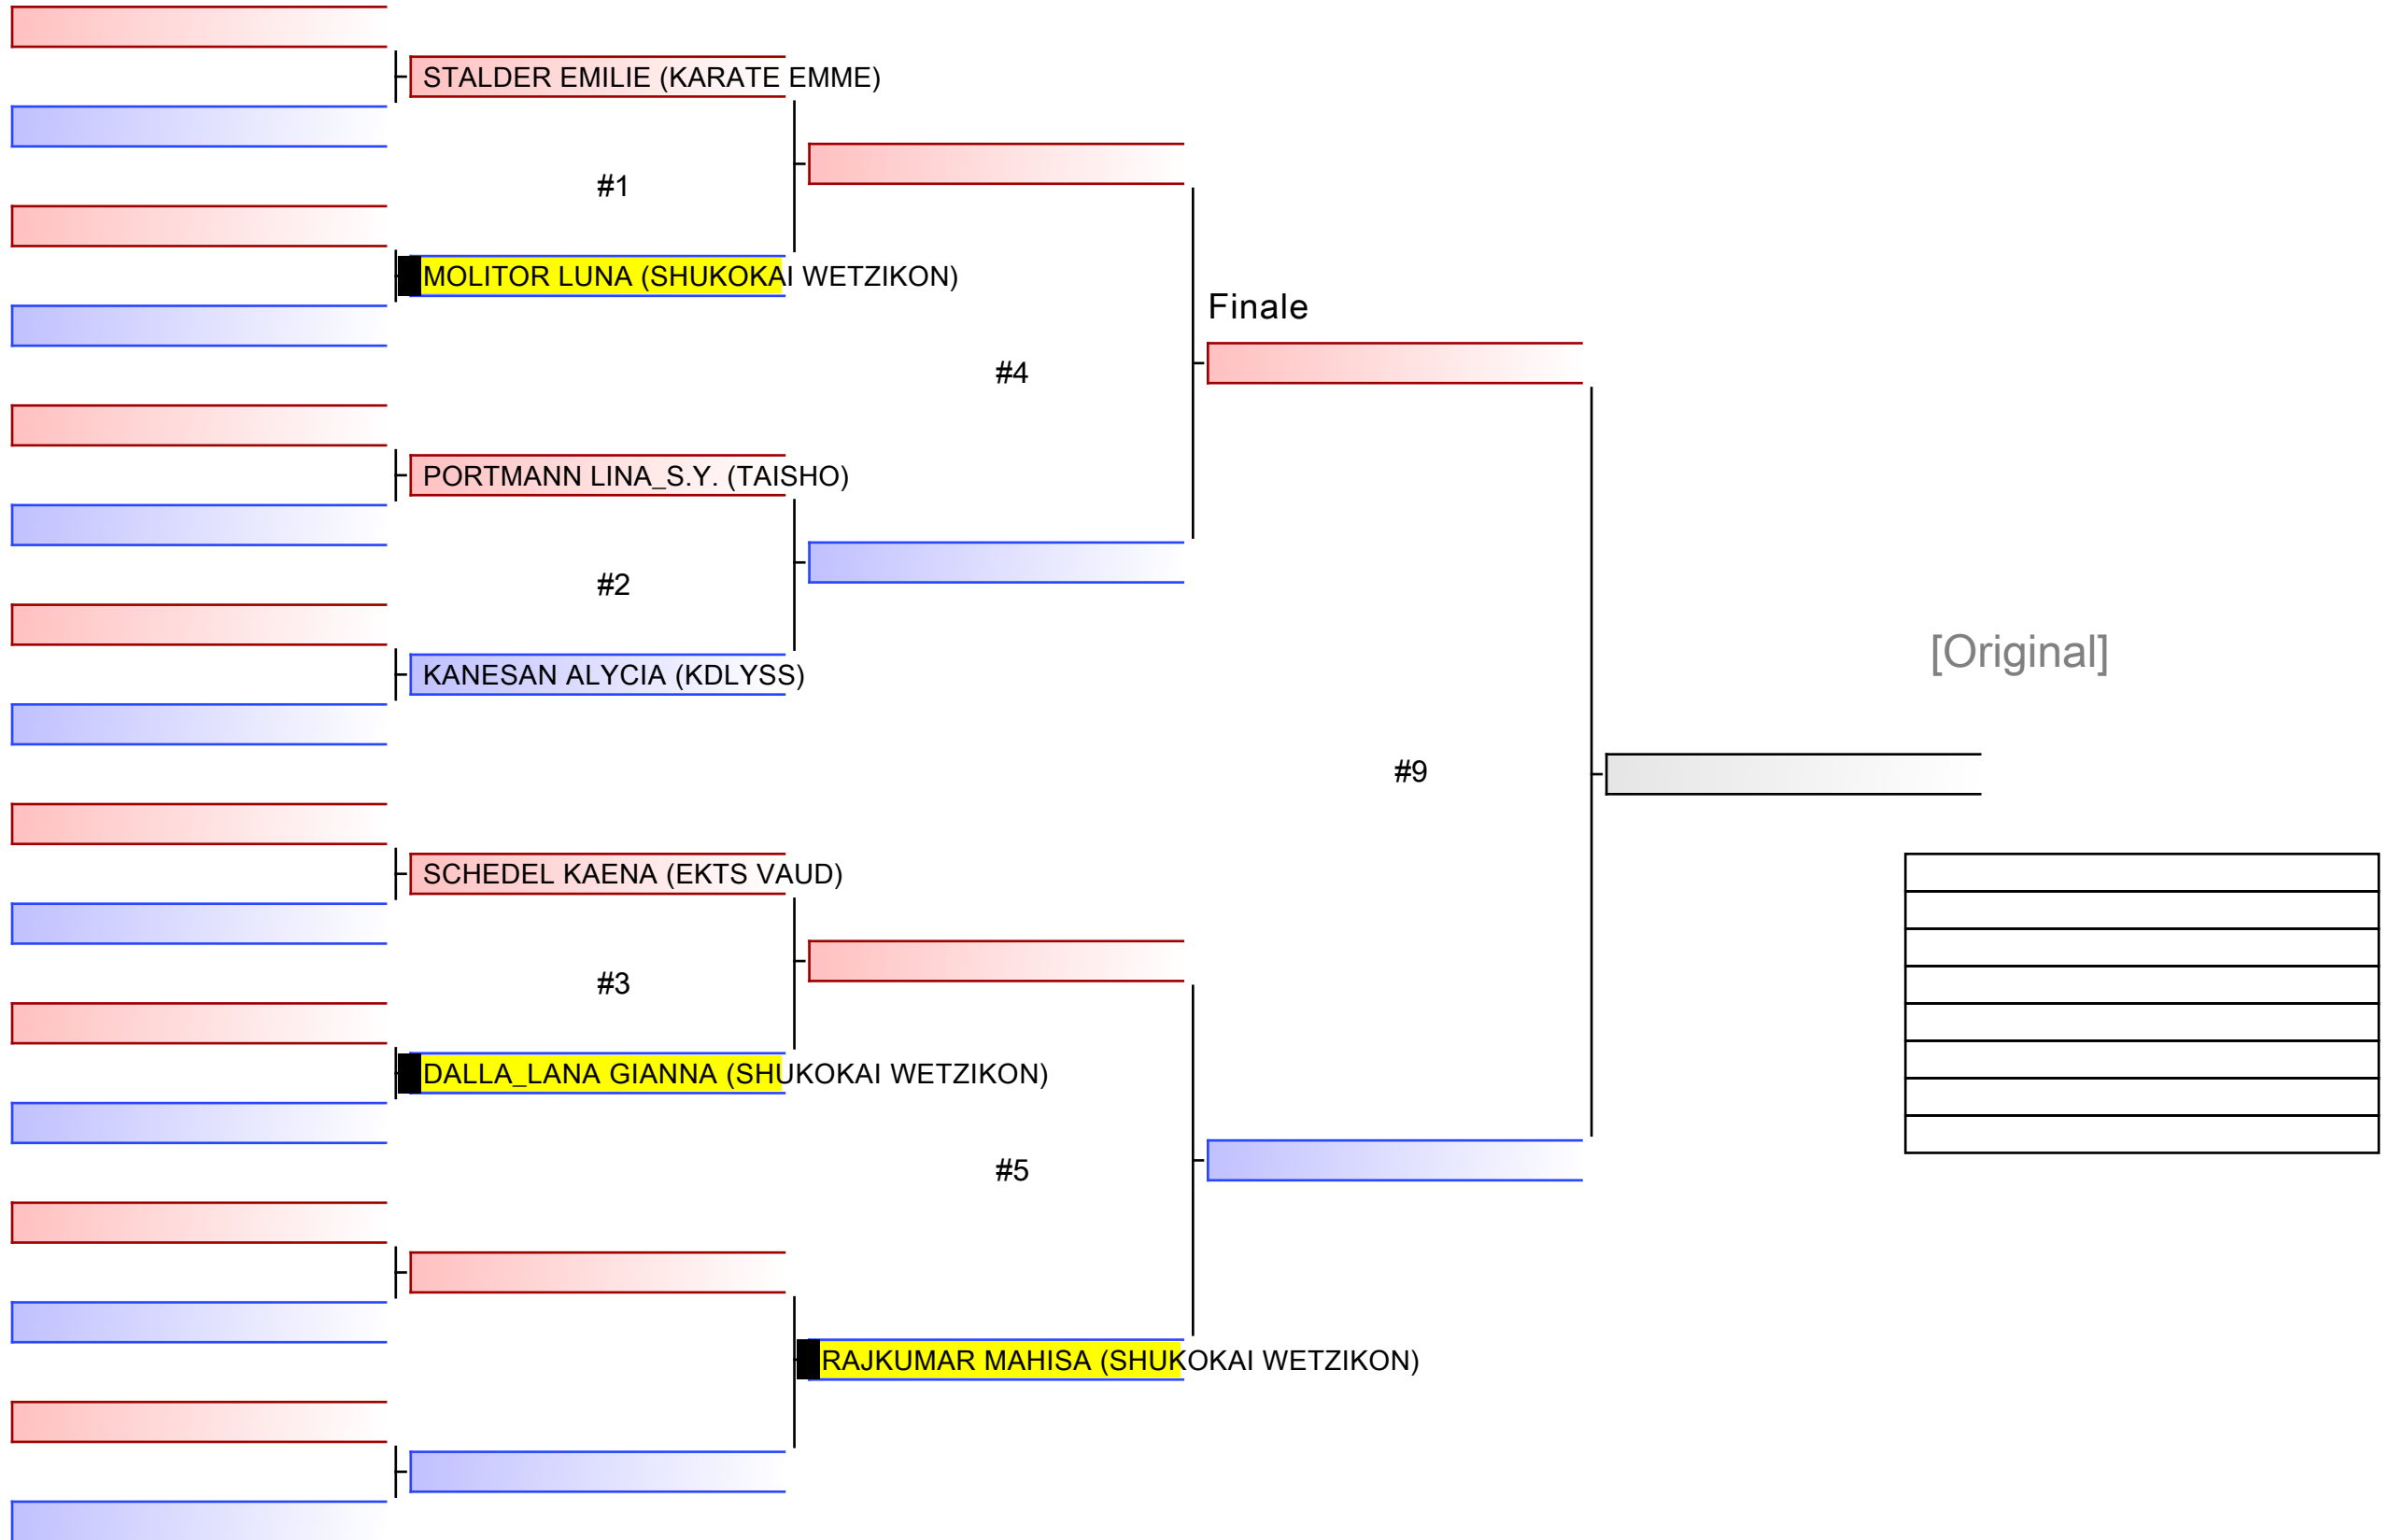 STALDER EMILIE (KARATE EMME)
#1
MOLITOR LUNA (SHUKOKAI WETZIKON)
Finale
#4
PORTMANN LINA_S.Y. (TAISHO)
#2
KANESAN ALYCIA (KDLYSS)
[Original]
#9
SCHEDEL KAENA (EKTS VAUD)
#3
DALLA_LANA GIANNA (SHUKOKAI WETZIKON)
#5
RAJKUMAR MAHISA (SHUKOKAI WETZIKON)